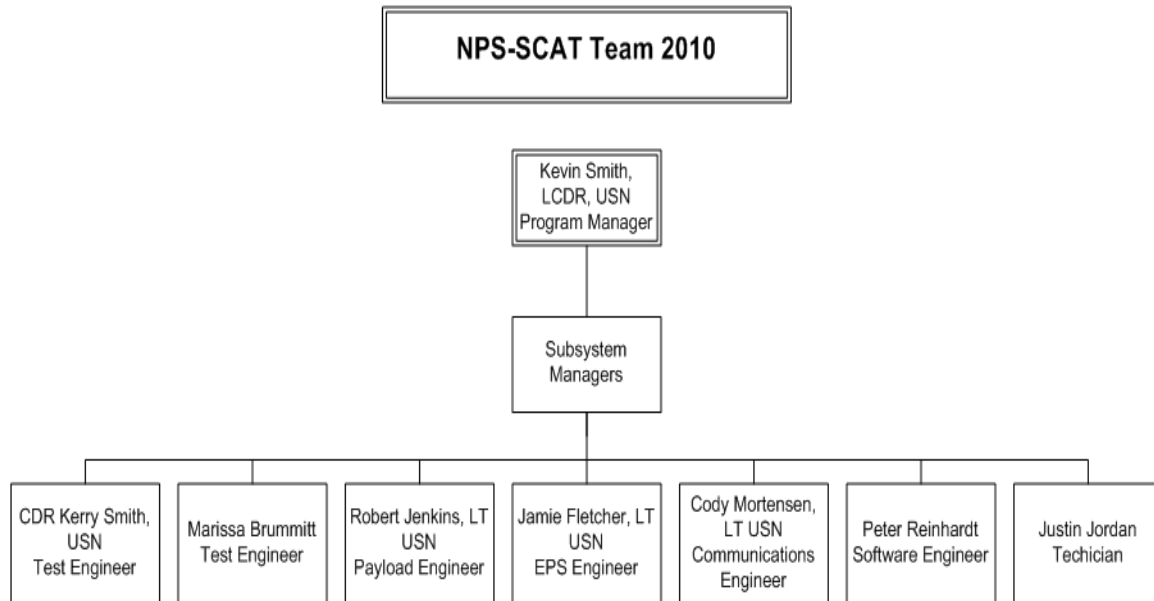 NPS-SCAT Team 2010
Kevin Smith,
LCDR, USN
Program Manager
Subsystem
Managers
CDR Kerry Smith,
USN
Test Engineer
Marissa Brummitt
Test Engineer
Robert Jenkins, LT
USN
Payload Engineer
Jamie Fletcher, LT
USN
EPS Engineer
Cody Mortensen,
LT USN
Communications
Engineer
Peter Reinhardt
Software Engineer
Justin Jordan
Techician